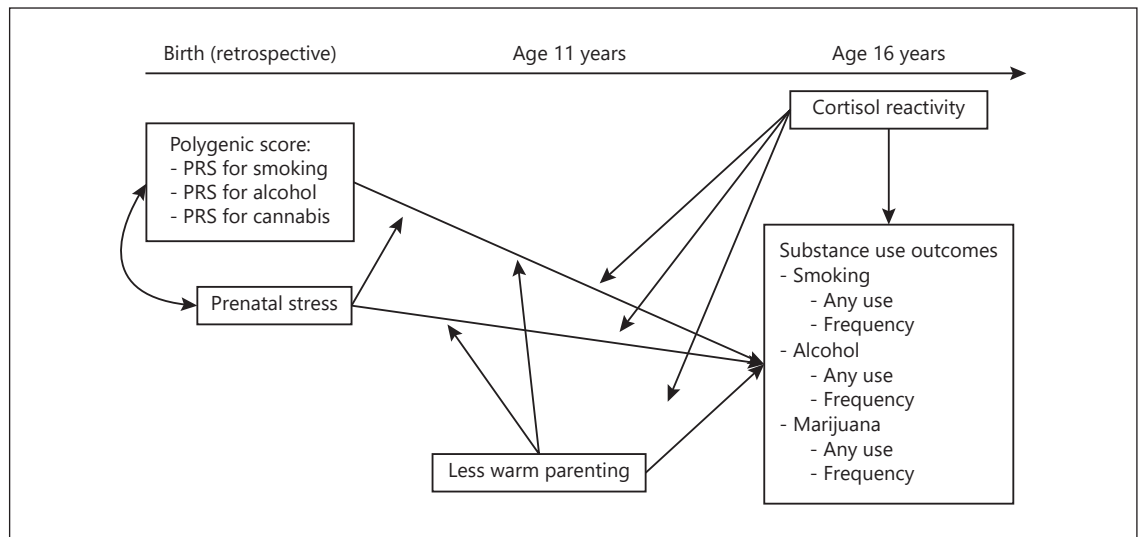 Birth (retrospective)
Age 11 years
Age 16 years
Cortisol reactivity
Polygenic score:
- PRS for smoking
- PRS for alcohol
- PRS for cannabis
Prenatal stress
Less warm parenting
Substance use outcomes
- Smoking
- Any use
- Frequency
- Alcohol
- Any use
- Frequency
- Marijuana
- Any use
- Frequency